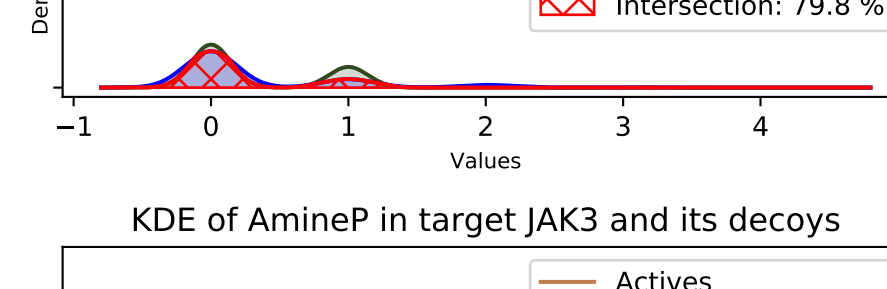 Intersection: 79.8 %
−1 0 1 2 3 4
Values
KDE of AmineP in target JAK3 and its decoys
Actives